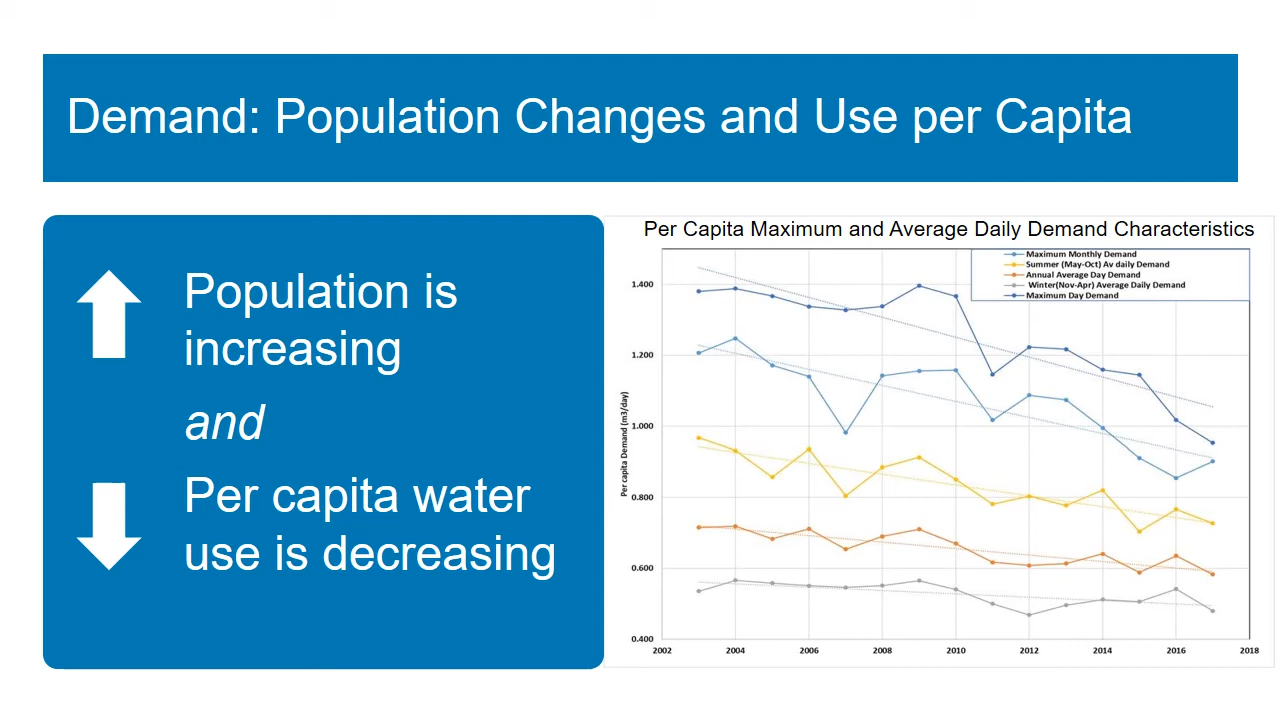 Demand: Population Changes and Use per Capita
Population is
increasing
and
Per capita water
use is decreasing
Per Capita Maximum and Average Daily Demand Characteristics
Maximum Monthly Demand
Summer (May-Oct) Av daily Demand
Annual Average Day Demand
Winter(Nov-Apr) Average Daily Demand
Maximum Day Demand
Per capita Demand (m3/day)
1.400
1.200
1.000
0.800
0.600
0.400
2002 2004 2006 2008 2010 2012 2014 2016 2018